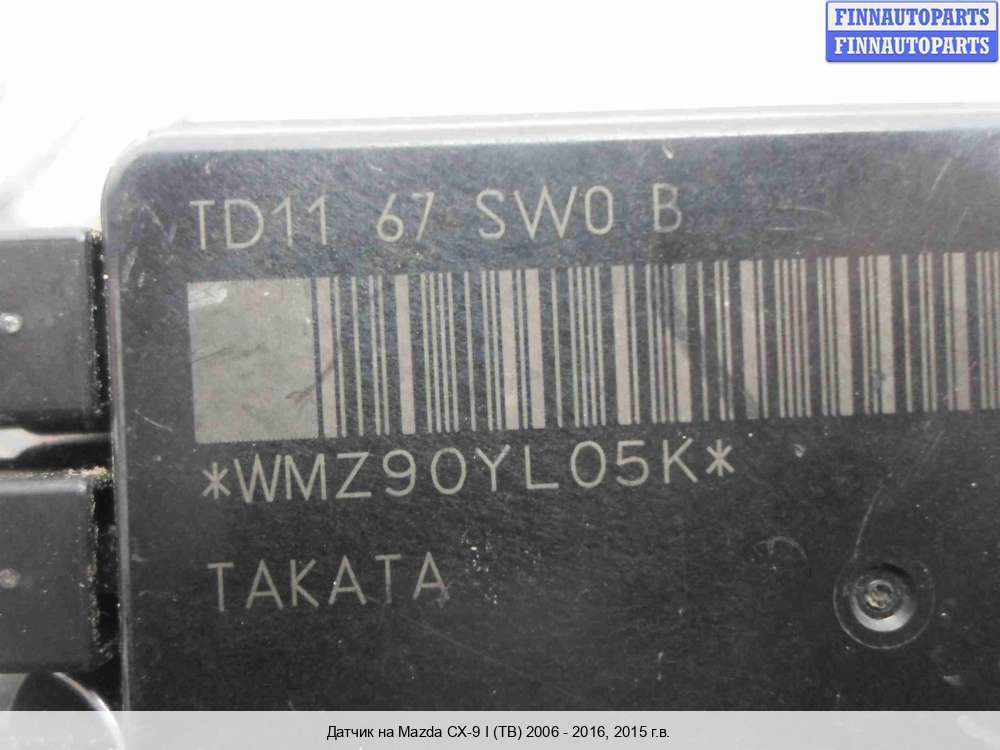 FINNAUTOPARTS
FINNAUTOPARTS
TD11 67 SW0 B
*WMZ90YL05K*
TAKATA
Датчик на Mazda CX-9 I (TB) 2006 - 2016, 2015 г.в.